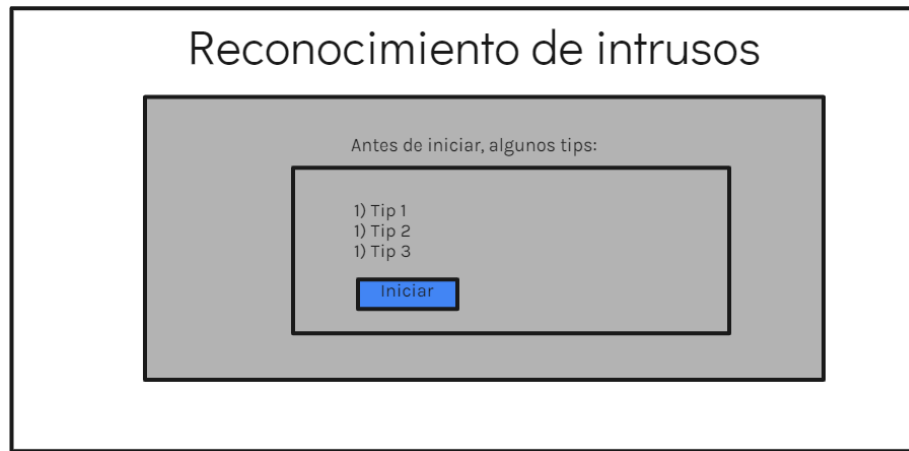 Reconocimiento de intrusos
Antes de iniciar, algunos tips:
1) Tip 1
1) Tip 2
1) Tip 3
Iniciar